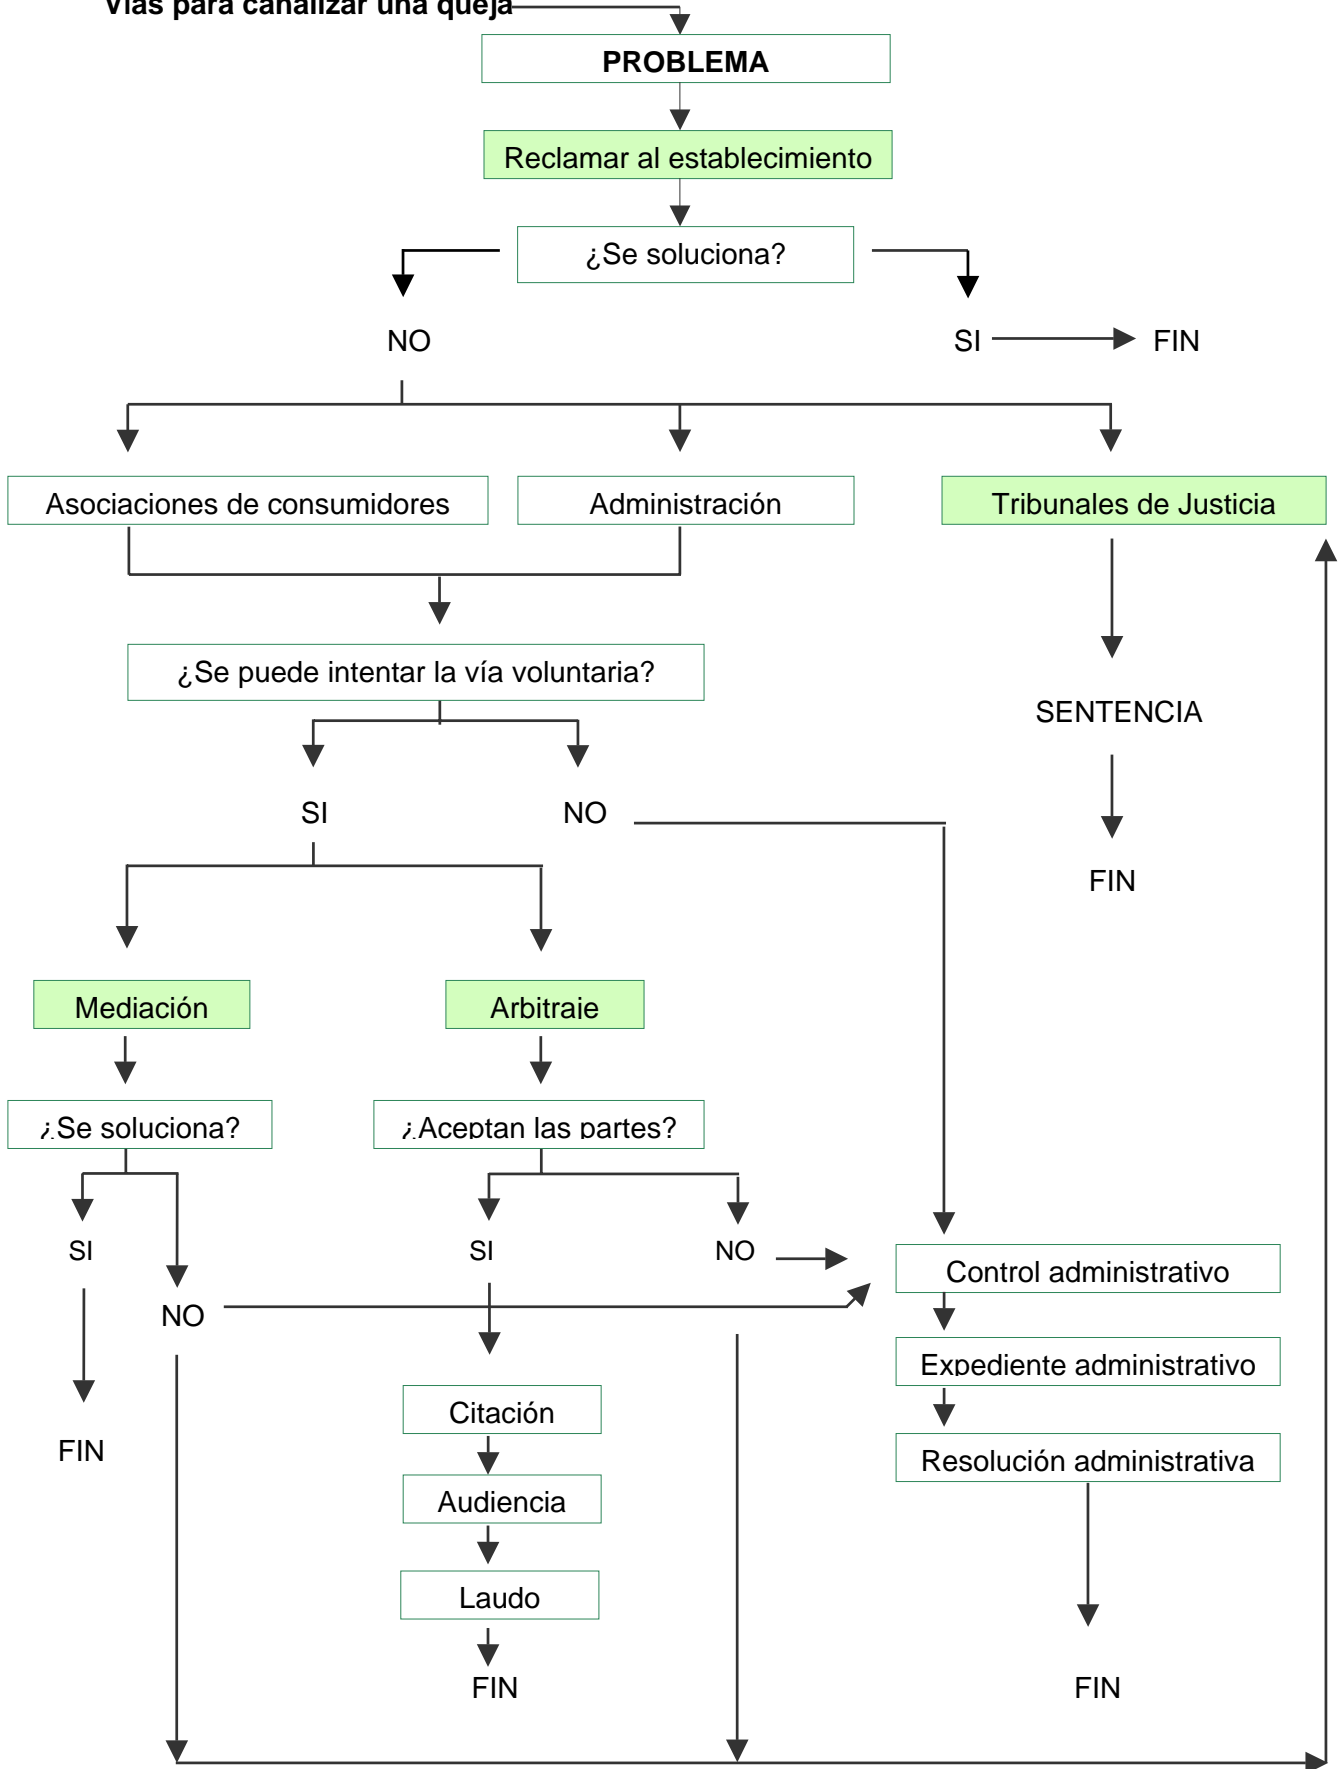 Vías para canalizar una queja
PROBLEMA
Reclamar al establecimiento
¿Se soluciona?
NO
SI
FIN
Asociaciones de consumidores
Administración
Tribunales de Justicia
¿Se puede intentar la vía voluntaria?
SENTENCIA
SI
NO
FIN
Mediación
Arbitraje
¿Se soluciona?
¿Aceptan las partes?
SI
SI
NO
Control administrativo
NO
Expediente administrativo
Citación
FIN
Resolución administrativa
Audiencia
Laudo
FIN
FIN